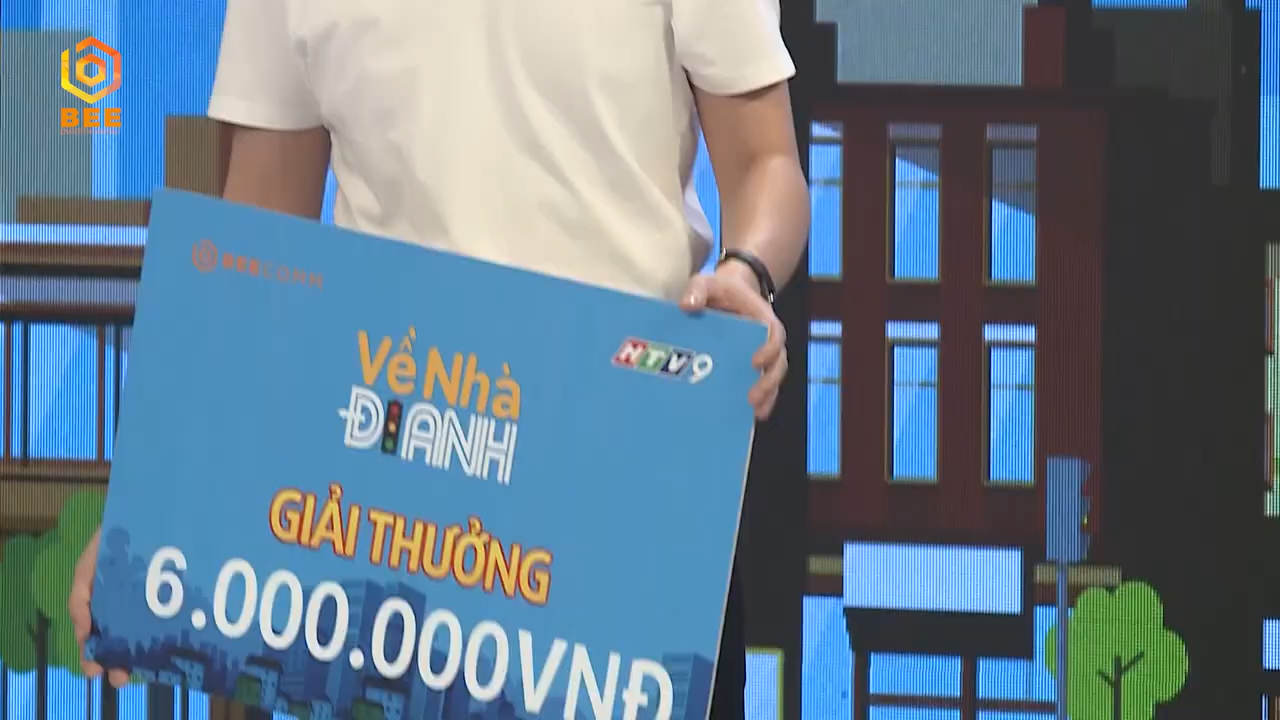 BEE
BEECOMM
HTV9
Về Nhà
ĐI ANH
GIẢI THƯỞNG
6.000.000VNĐ